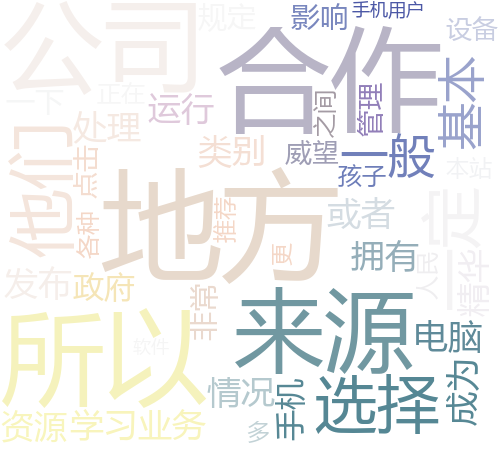 公司
规定
影响
手机用户
合作
设备
一下
正在
运行
之间
管理
基本
他们
处理
点击
类别
威望
一般
孩子
本站
地方
各种
推荐
更
或者
一定
人民
精华
拥有
发布
政府
非常
来源
所以
软件
电脑
情况
手机
选择
成为
资源
学习
业务
多